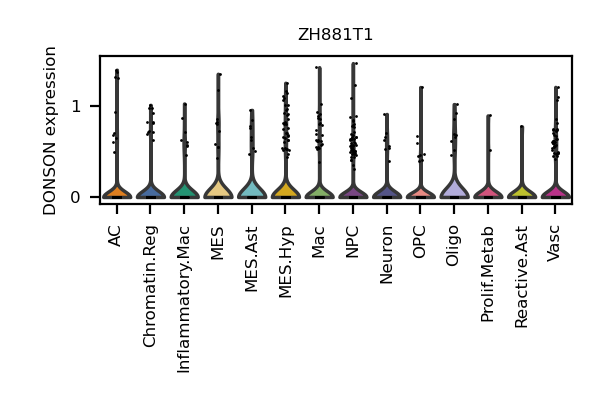 ZH881T1
DONSON expression
1
0
AC
Chromatin.Reg
Inflammatory.Mac
MES
MES.Ast
MES.Hyp
Mac
NPC
Neuron
OPC
Oligo
Prolif.Metab
Reactive.Ast
Vasc